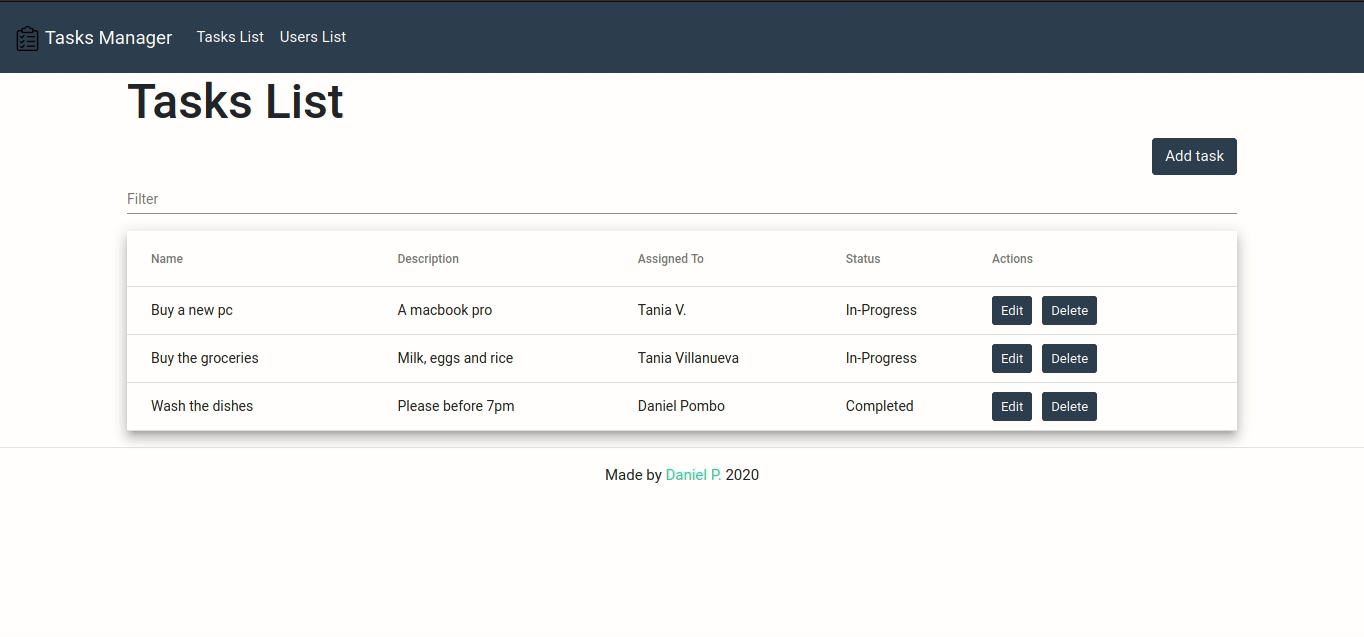 Tasks Manager Tasks List Users List
Tasks List
Add task
Filter
Name Description Assigned To Status Actions
Buy a new pc A macbook pro Tania V. In-Progress Edit Delete
Buy the groceries Milk, eggs and rice Tania Villanueva In-Progress Edit Delete
Wash the dishes Please before 7pm Daniel Pombo Completed Edit Delete
Made by Daniel P. 2020